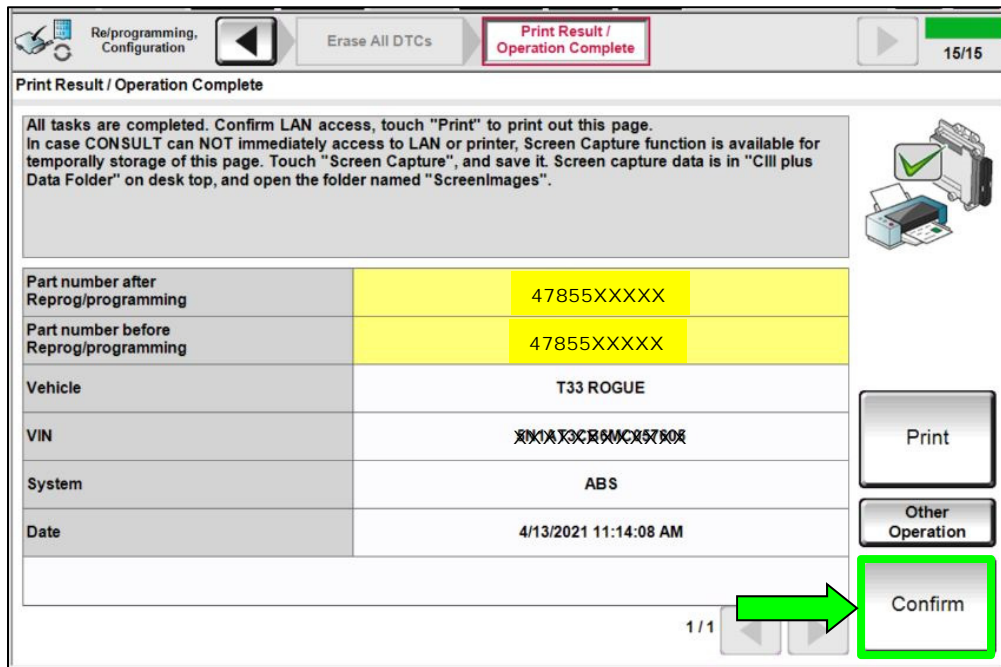 Re/programming,
Configuration
Erase All DTCs
Print Result /
Operation Complete
15/15
Print Result / Operation Complete
All tasks are completed. Confirm LAN access, touch "Print" to print out this page.
In case CONSULT can NOT immediately access to LAN or printer, Screen Capture function is available for
temporally storage of this page. Touch "Screen Capture", and save it. Screen capture data is in "CIII plus
Data Folder" on desk top, and open the folder named "ScreenImages".
Part number after
Reprog/programming
47855XXXXX
Part number before
Reprog/programming
47855XXXXX
Vehicle
T33 ROGUE
VIN
System
ABS
Date
4/13/2021 11:14:08 AM
Print
Other
Operation
Confirm
1/1